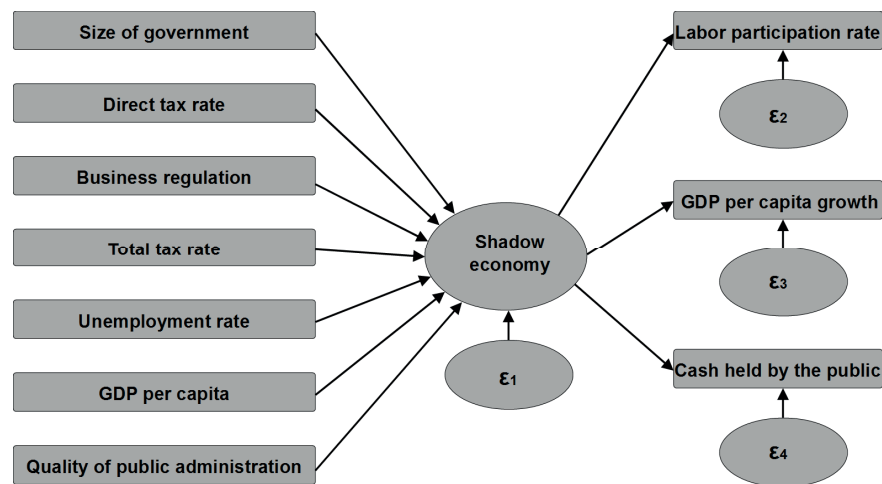 Size of government
Direct tax rate
Business regulation
Total tax rate
Unemployment rate
GDP per capita
Quality of public administration
Shadow
economy
ε1
Labor participation rate
ε2
GDP per capita growth
ε3
Cash held by the public
ε4